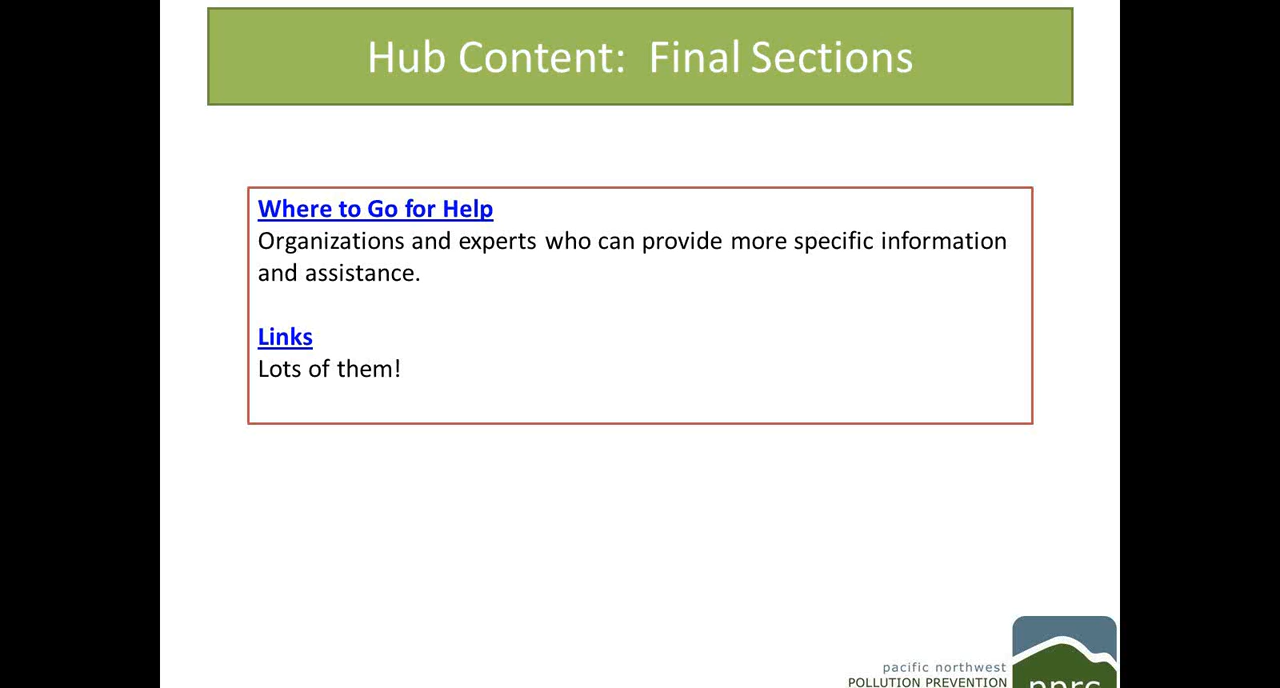 Hub Content:  Final Sections
Where to Go for Help
Organizations and experts who can provide more specific information
and assistance.
Links
Lots of them!
pacific northwest
POLLUTION PREVENTION
pprc